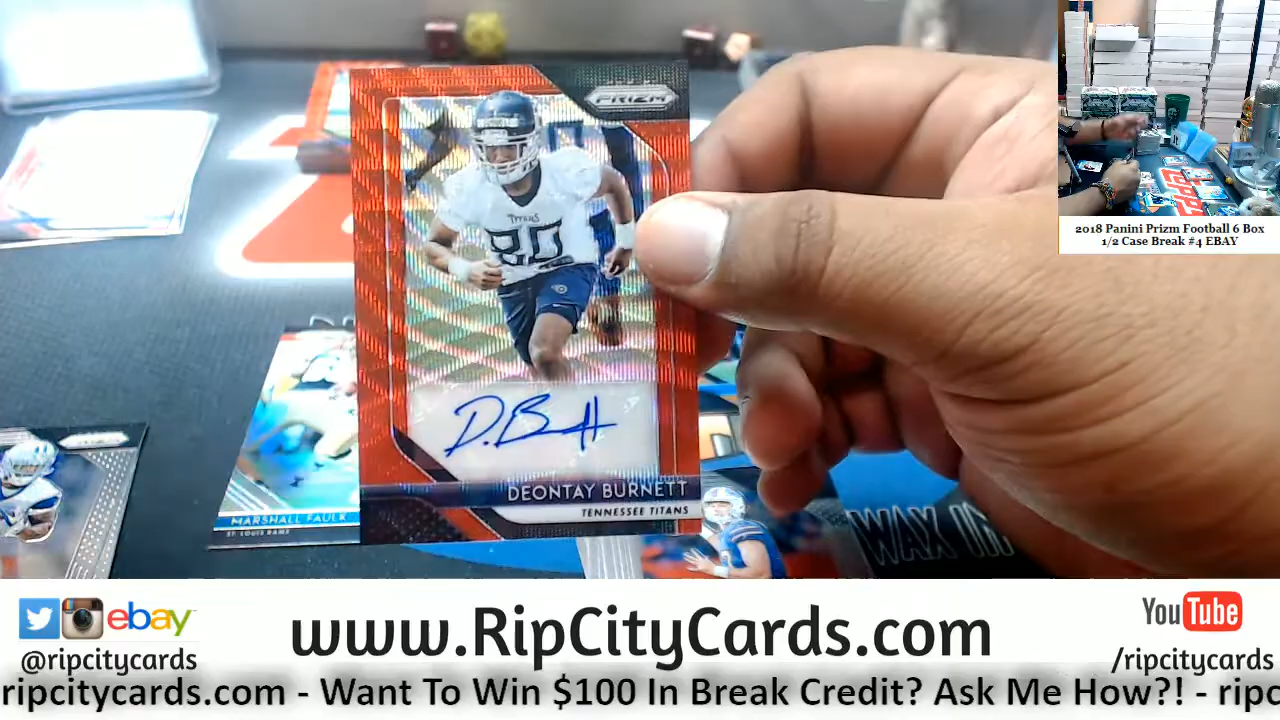 PRIZM
TITANS
80
D. Burnett
DEONTAY BURNETT
TENNESSEE TITANS
MARSHALL FAULK
ST. LOUIS RAMS
WAX IN
2018 Panini Prizm Football 6 Box
1/2 Case Break #4 EBAY
ebay
@ripcitycards
www.RipCityCards.com
YouTube
/ripcitycards
ripcitycards.com - Want To Win $100 In Break Credit? Ask Me How?! - ripc